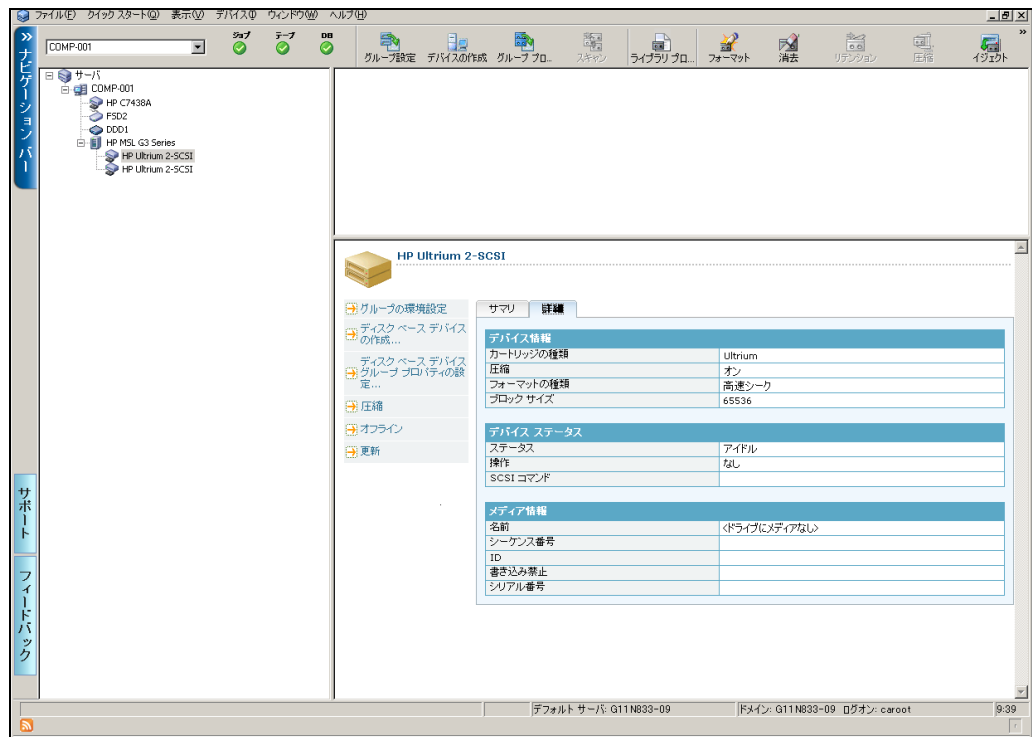 ファイル(F) クイック スタート(Q) 表示(V) デバイス(D) ウィンドウ(W) ヘルプ(H)
ナビゲーション バー
COMP-001
ジョブ テープ DB
グループ設定 デバイスの作成 グループ プロ... スキャン ライブラリ プロ... フォーマット 消去 リテンション 圧縮 イジェクト
サーバ
COMP-001
HP C7438A
FSD2
DDD1
HP MSL G3 Series
HP Ultrium 2-SCSI
HP Ultrium 2-SCSI
HP Ultrium 2-SCSI
グループの環境設定
ディスク ベース デバイス
の作成...
ディスク ベース デバイス
グループ プロパティの設
定...
圧縮
オフライン
更新
サマリ 詳細
デバイス情報
カートリッジの種類 Ultrium
圧縮 オン
フォーマットの種類 高速シーク
ブロック サイズ 65536
デバイス ステータス
ステータス アイドル
操作 なし
SCSI コマンド
メディア情報
名前 <ドライブにメディアなし>
シーケンス番号
ID
書き込み禁止
シリアル番号
サポート
フィードバック
デフォルト サーバ: G11N833-09 ドメイン: G11N833-09 ログオン: caroot 9:39